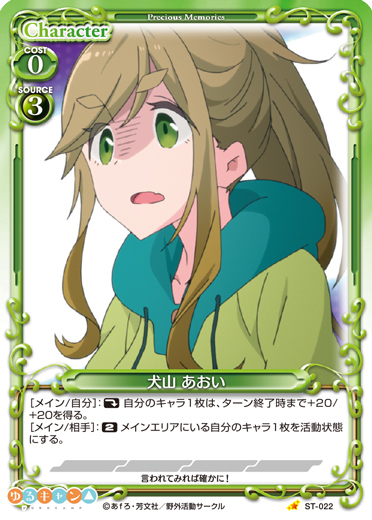 Precious Memories
Character
COST
0
SOURCE
3
犬山 あおい
[メイン/自分]：自分のキャラ1枚は、ターン終了時まで+20/
+20を得る。
[メイン/相手]：2 メインエリアにいる自分のキャラ1枚を活動状態
にする。
言われてみれば確かに！
ゆるキャン
©あfろ・芳文社／野外活動サークル
ST-022